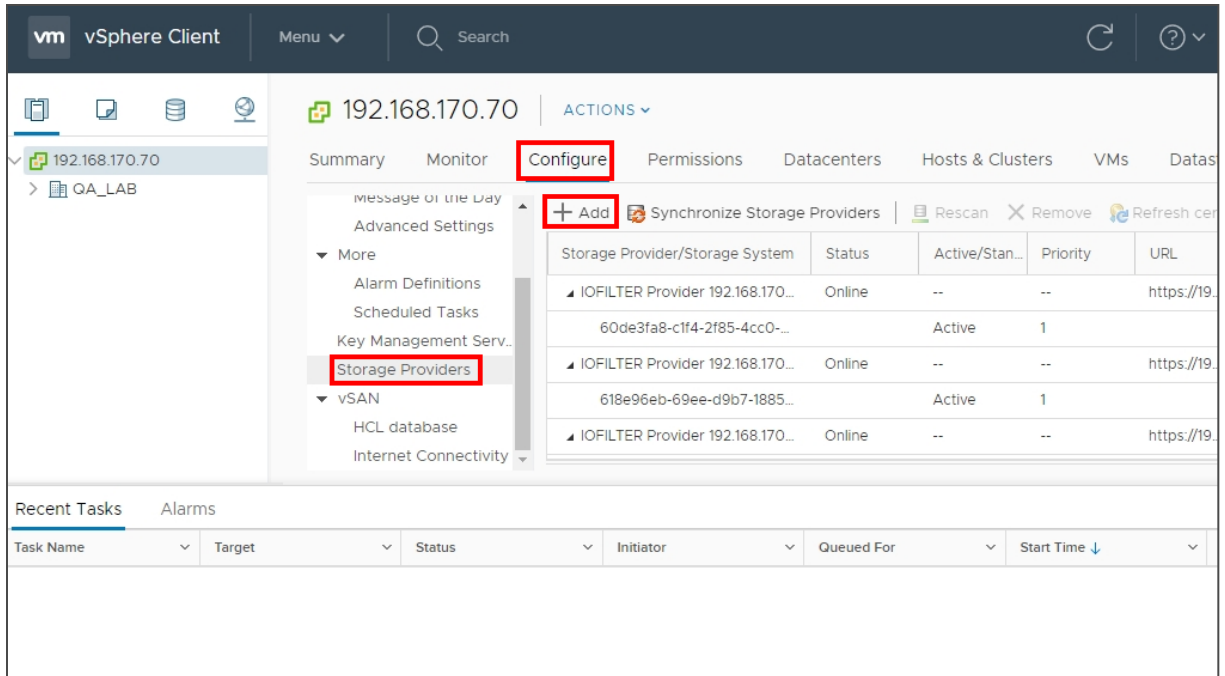 vm vSphere Client Menu Search
192.168.170.70 ACTIONS
192.168.170.70
QA_LAB
Summary Monitor Configure Permissions Datacenters Hosts & Clusters VMs Datas
Message of the Day
Advanced Settings
More
Alarm Definitions
Scheduled Tasks
Key Management Serv...
Storage Providers
vSAN
HCL database
Internet Connectivity
Add Synchronize Storage Providers Rescan Remove Refresh cer
Storage Provider/Storage System Status Active/Stan... Priority URL
IOFILTER Provider 192.168.170... Online -- -- https://19...
60de3fa8-c1f4-2f85-4cc0-... Active 1
IOFILTER Provider 192.168.170... Online -- -- https://19...
618e96eb-69ee-d9b7-1885... Active 1
IOFILTER Provider 192.168.170... Online -- -- https://19...
Recent Tasks Alarms
Task Name Target Status Initiator Queued For Start Time